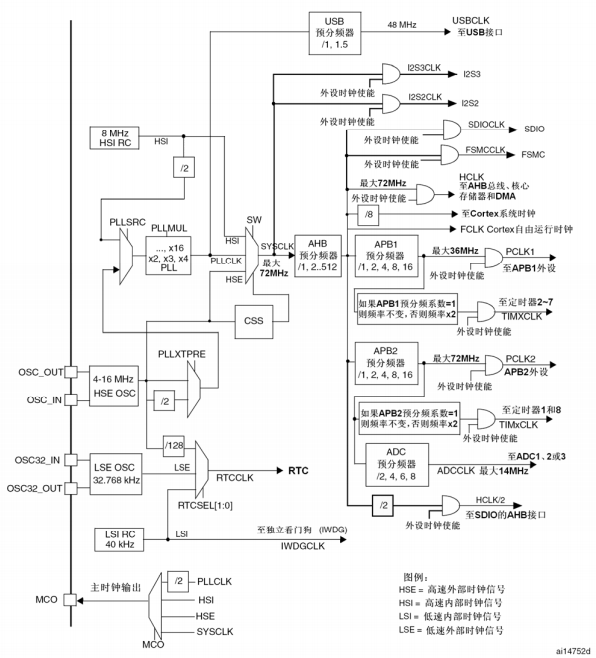 USB
预分频器
/1, 1.5
48 MHz
USBCLK
至USB接口
I2S3CLK
I2S3
外设时钟使能
I2S2CLK
I2S2
外设时钟使能
8 MHz
HSI RC
HSI
SDIOCLK
SDIO
外设时钟使能
FSMCCLK
FSMC
外设时钟使能
/2
最大72MHz
HCLK
至AHB总线、核心
存储器和DMA
外设时钟使能
/8
至Cortex系统时钟
FCLK Cortex自由运行时钟
PLLSRC
PLLMUL
..., x16
x2, x3, x4
PLL
SW
HSI
PLLCLK
HSE
SYSCLK
最大
72MHz
AHB
预分频器
/1, 2..512
APB1
预分频器
/1, 2, 4, 8, 16
最大36MHz
PCLK1
至APB1外设
外设时钟使能
CSS
如果APB1预分频系数=1
则频率不变,否则频率x2
至定时器2~7
TIMXCLK
外设时钟使能
PLLXTPRE
OSC_OUT
OSC_IN
4-16 MHz
HSE OSC
/2
APB2
预分频器
/1, 2, 4, 8, 16
最大72MHz
PCLK2
APB2外设
外设时钟使能
如果APB2预分频系数=1
则频率不变,否则频率x2
至定时器1和8
TIMxCLK
外设时钟使能
OSC32_IN
OSC32_OUT
LSE OSC
32.768 kHz
/128
LSE
RTCCLK
RTC
RTCSEL[1:0]
ADC
预分频器
/2, 4, 6, 8
至ADC1、2或3
ADCCLK 最大14MHz
/2
HCLK/2
至SDIO的AHB接口
外设时钟使能
LSI RC
40 kHz
LSI
至独立看门狗 (IWDG)
IWDGCLK
MCO
主时钟输出
/2
PLLCLK
HSI
HSE
SYSCLK
MCO
图例:
HSE = 高速外部时钟信号
HSI = 高速内部时钟信号
LSI = 低速内部时钟信号
LSE = 低速外部时钟信号
ai14752d